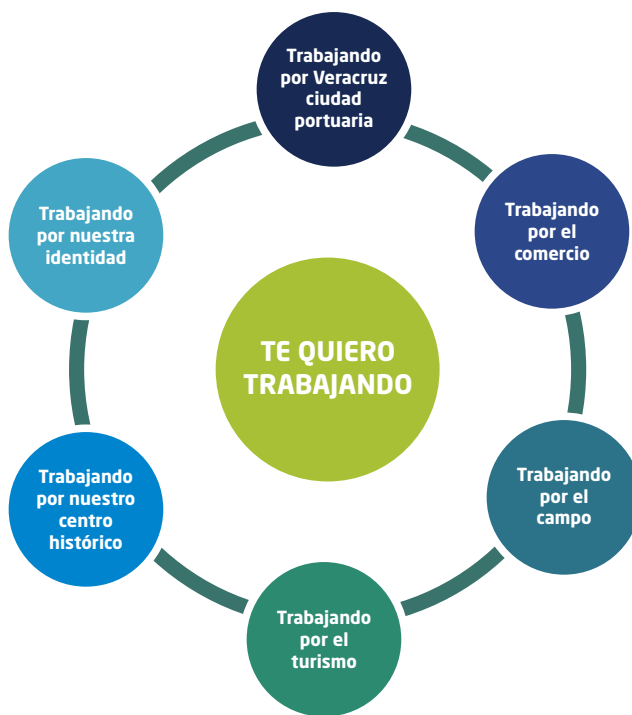 Trabajando
por Veracruz
ciudad
portuaria
Trabajando
por el
comercio
Trabajando
por el
campo
Trabajando
por el
turismo
Trabajando
por nuestro
centro
histórico
Trabajando
por nuestra
identidad
TE QUIERO
TRABAJANDO